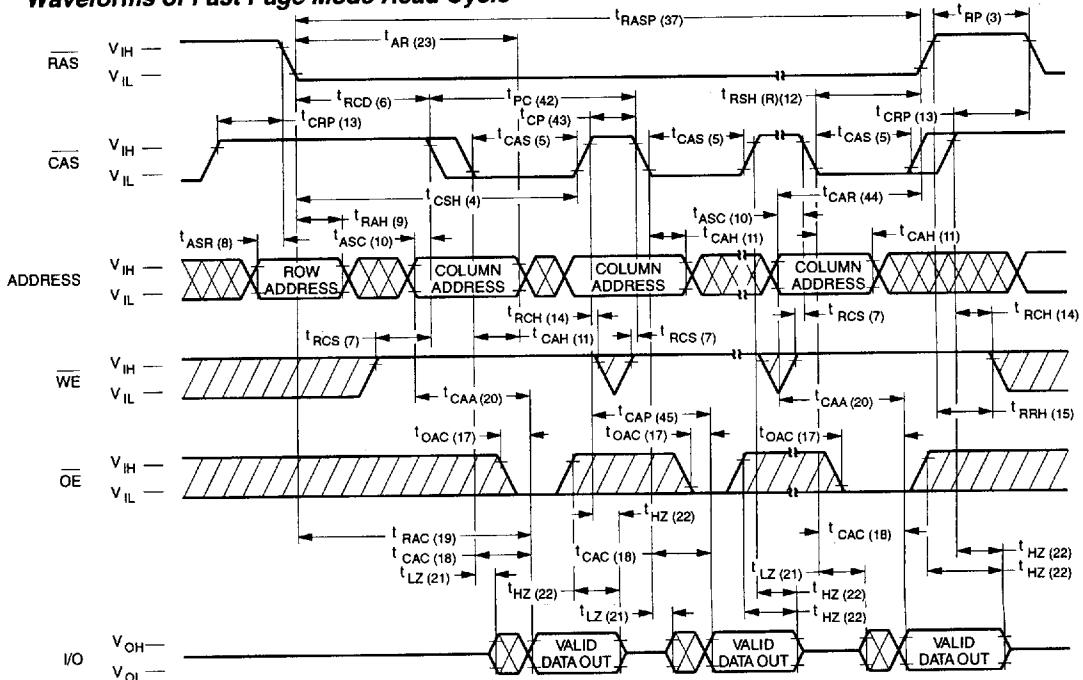 Waveforms of Fast Page Mode Read Cycle
t RASP (37)
t RP (3)
t AR (23)
RAS
V IH
V IL
t RCD (6)
t PC (42)
t RSH (R)(12)
t CRP (13)
t CP (43)
t CRP (13)
t CAS (5)
t CAS (5)
t CAS (5)
CAS
V IH
V IL
t CSH (4)
t CAR (44)
t RAH (9)
t ASC (10)
t ASR (8)
t ASC (10)
t CAH (11)
t CAH (11)
ADDRESS
V IH
V IL
ROW ADDRESS
COLUMN ADDRESS
COLUMN ADDRESS
COLUMN ADDRESS
t RCH (14)
t RCS (7)
t RCH (14)
t RCS (7)
t CAH (11)
t RCS (7)
WE
V IH
V IL
t CAA (20)
t CAP (45)
t CAA (20)
t RRH (15)
t OAC (17)
t OAC (17)
t OAC (17)
OE
V IH
V IL
t HZ (22)
t RAC (19)
t CAC (18)
t CAC (18)
t CAC (18)
t HZ (22)
t LZ (21)
t LZ (21)
t HZ (22)
t HZ (22)
t HZ (22)
t LZ (21)
t HZ (22)
I/O
V OH
V OL
VALID DATA OUT
VALID DATA OUT
VALID DATA OUT